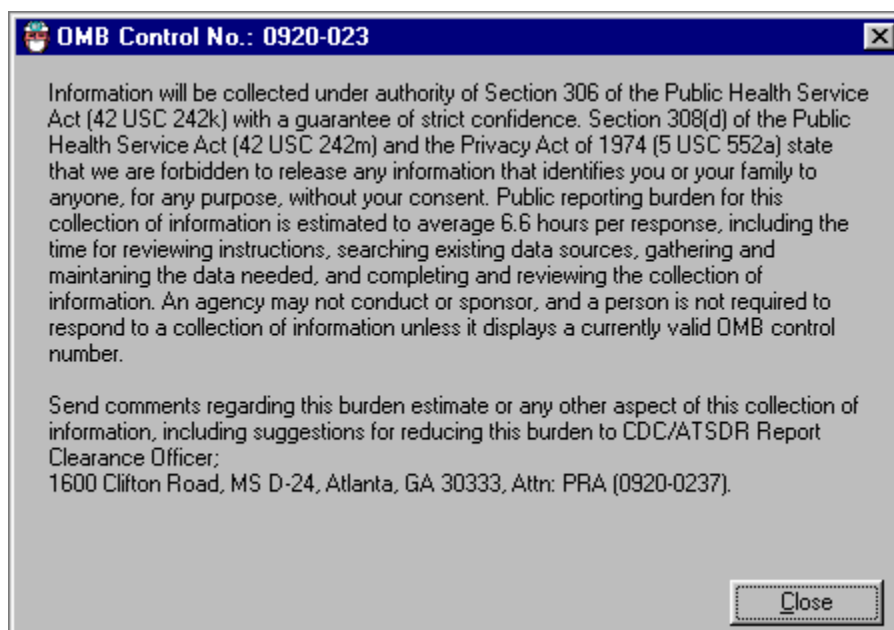 OMB Control No.: 0920-023
Information will be collected under authority of Section 306 of the Public Health Service
Act (42 USC 242k) with a guarantee of strict confidence. Section 308(d) of the Public
Health Service Act (42 USC 242m) and the Privacy Act of 1974 (5 USC 552a) state
that we are forbidden to release any information that identifies you or your family to
anyone, for any purpose, without your consent. Public reporting burden for this
collection of information is estimated to average 6.6 hours per response, including the
time for reviewing instructions, searching existing data sources, gathering and
maintaning the data needed, and completing and reviewing the collection of
information. An agency may not conduct or sponsor, and a person is not required to
respond to a collection of information unless it displays a currently valid OMB control
number.
Send comments regarding this burden estimate or any other aspect of this collection of
information, including suggestions for reducing this burden to CDC/ATSDR Report
Clearance Officer;
1600 Clifton Road, MS D-24, Atlanta, GA 30333, Attn: PRA (0920-0237).
Close